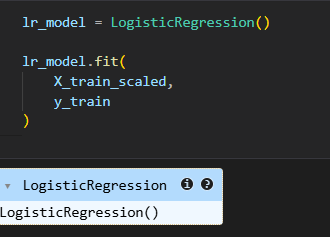 lr_model = LogisticRegression()
lr_model.fit(
    X_train_scaled,
    y_train
)
▾ LogisticRegression i ?
LogisticRegression()